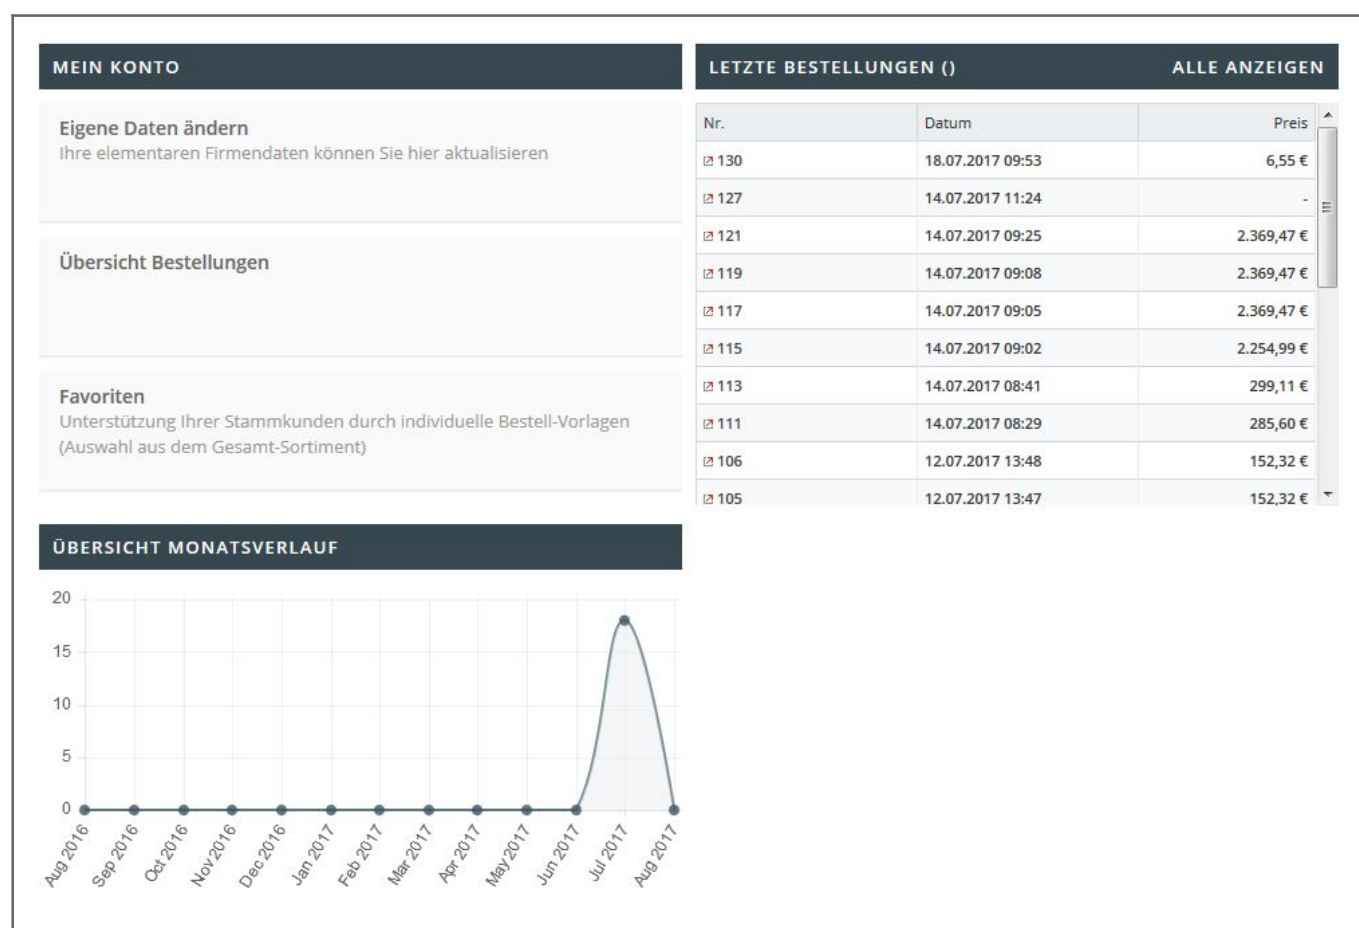 MEIN KONTO
Eigene Daten ändern
Ihre elementaren Firmendaten können Sie hier aktualisieren
Übersicht Bestellungen
Favoriten
Unterstützung Ihrer Stammkunden durch individuelle Bestell-Vorlagen
(Auswahl aus dem Gesamt-Sortiment)
LETZTE BESTELLUNGEN () ALLE ANZEIGEN
Nr. Datum Preis
130 18.07.2017 09:53 6,55 €
127 14.07.2017 11:24 -
121 14.07.2017 09:25 2.369,47 €
119 14.07.2017 09:08 2.369,47 €
117 14.07.2017 09:05 2.369,47 €
115 14.07.2017 09:02 2.254,99 €
113 14.07.2017 08:41 299,11 €
111 14.07.2017 08:29 285,60 €
106 12.07.2017 13:48 152,32 €
105 12.07.2017 13:47 152,32 €
ÜBERSICHT MONATSVERLAUF
20
15
10
5
0
Aug 2016 Sep 2016 Oct 2016 Nov 2016 Dec 2016 Jan 2017 Feb 2017 Mar 2017 Apr 2017 May 2017 Jun 2017 Jul 2017 Aug 2017